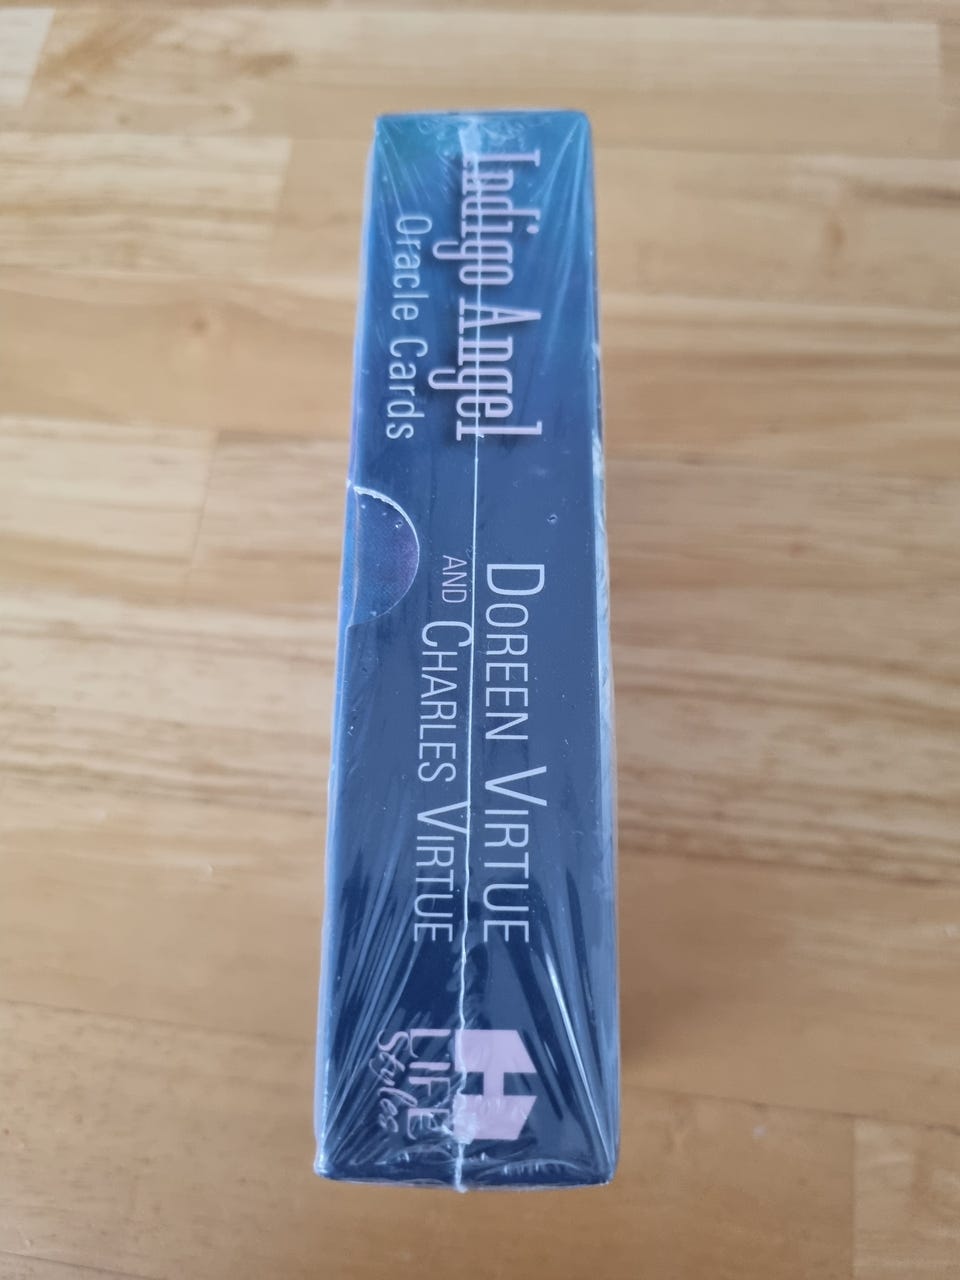 Indigo Angel
Oracle Cards
DOREEN VIRTUE
AND CHARLES VIRTUE
H
LIFE
Styles